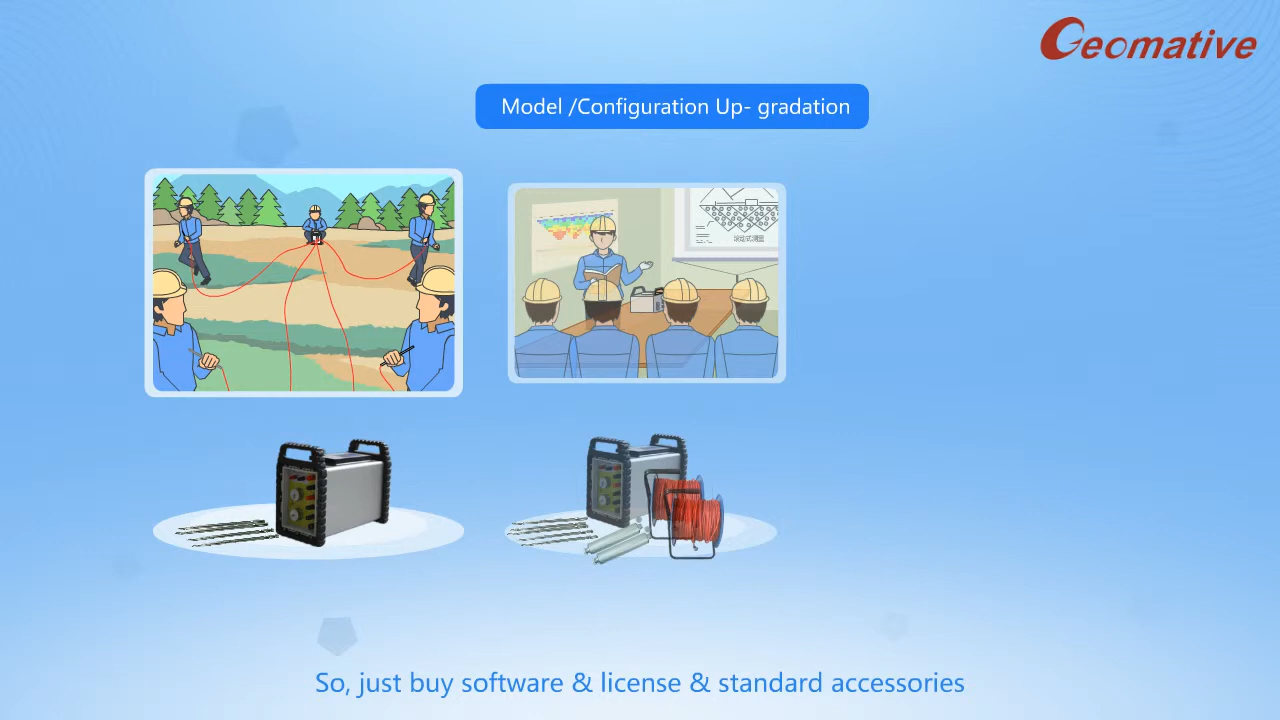 Geomative
Model /Configuration Up- gradation
So, just buy software & license & standard accessories